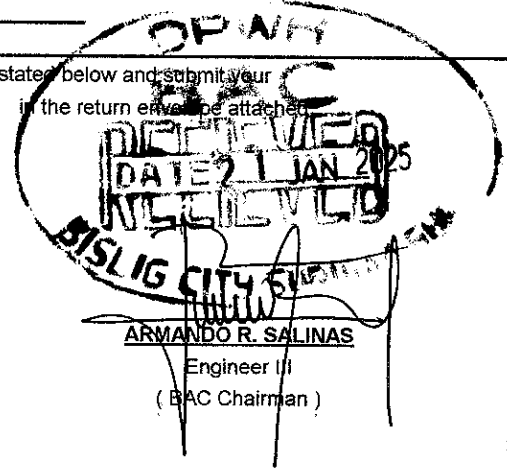 DPWH
stated below and submit your
BAC
in the return envelope attached
RECEIVED
DATE 21 JAN 2025
RECEIVED
BISLIG CITY
ARMANDO R. SALINAS
Engineer III
( BAC Chairman )